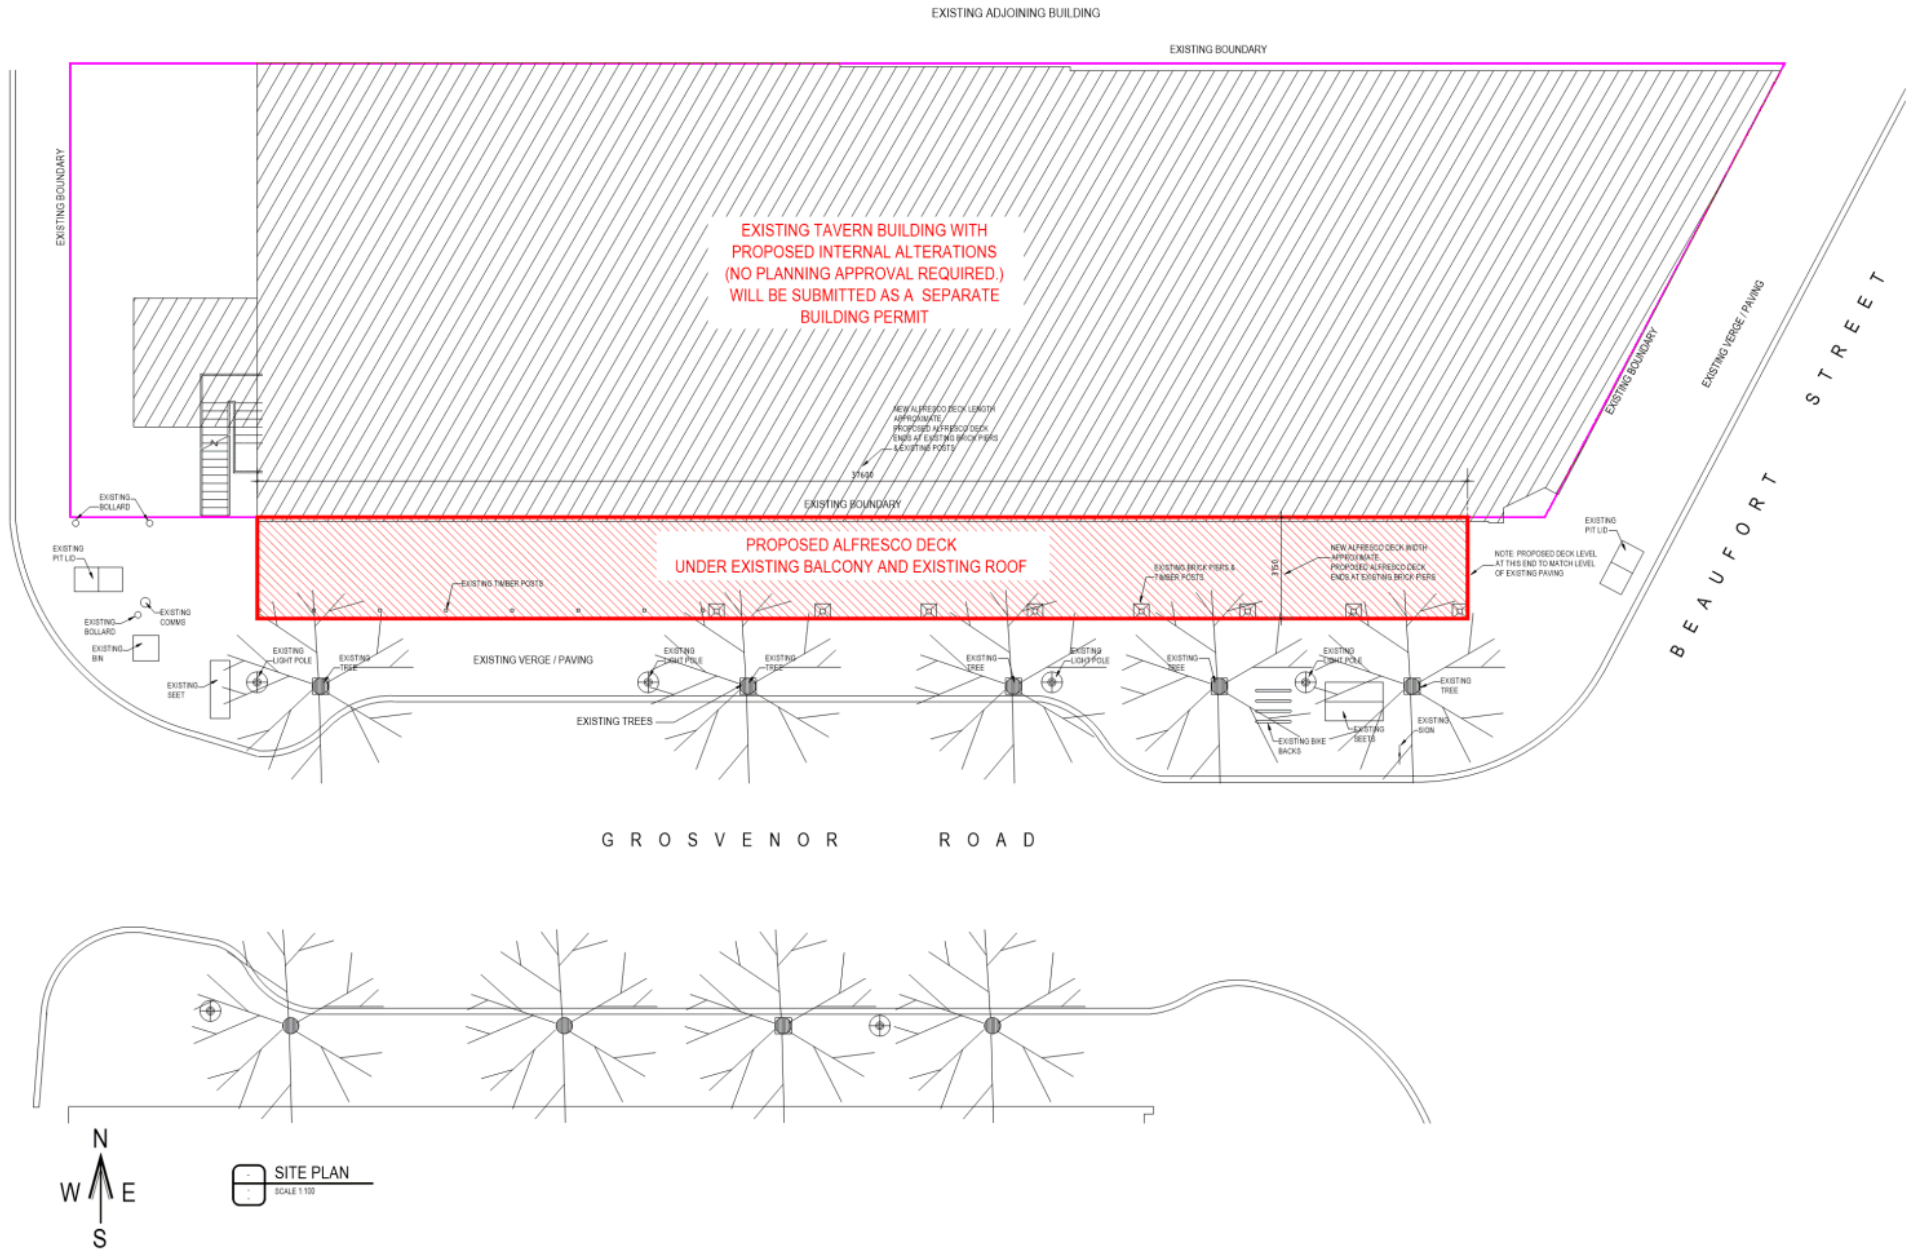 EXISTING ADJOINING BUILDING
EXISTING BOUNDARY
EXISTING BOUNDARY
EXISTING TAVERN BUILDING WITH
PROPOSED INTERNAL ALTERATIONS
(NO PLANNING APPROVAL REQUIRED.)
WILL BE SUBMITTED AS A SEPARATE
BUILDING PERMIT
EXISTING BOUNDARY
EXISTING VERGE / PAVING
BEAUFORT STREET
NEW ALFRESCO DECK LENGTH
APPROXIMATE
PROPOSED ALFRESCO DECK
ENDS AT EXISTING BRICK PIERS
& EXISTING POSTS
37600
EXISTING BOUNDARY
EXISTING
BOLLARD
EXISTING
PIT LID
EXISTING
COMMS
EXISTING
BOLLARD
EXISTING
BIN
EXISTING
SEET
PROPOSED ALFRESCO DECK
UNDER EXISTING BALCONY AND EXISTING ROOF
EXISTING TIMBER POSTS
EXISTING BRICK PIERS &
TIMBER POSTS
3150
NEW ALFRESCO DECK WIDTH
APPROXIMATE
PROPOSED ALFRESCO DECK
ENDS AT EXISTING BRICK PIERS
NOTE: PROPOSED DECK LEVEL
AT THIS END TO MATCH LEVEL
OF EXISTING PAVING
EXISTING
PIT LID
EXISTING
LIGHT POLE
EXISTING
TREE
EXISTING VERGE / PAVING
EXISTING
LIGHT POLE
EXISTING
TREE
EXISTING
TREE
EXISTING
LIGHT POLE
EXISTING
TREE
EXISTING
LIGHT POLE
EXISTING
TREE
EXISTING TREES
EXISTING BIKE
BACKS
EXISTING
SEETS
EXISTING
SIGN
GROSVENOR ROAD
N
W E
S
SITE PLAN
SCALE 1:100